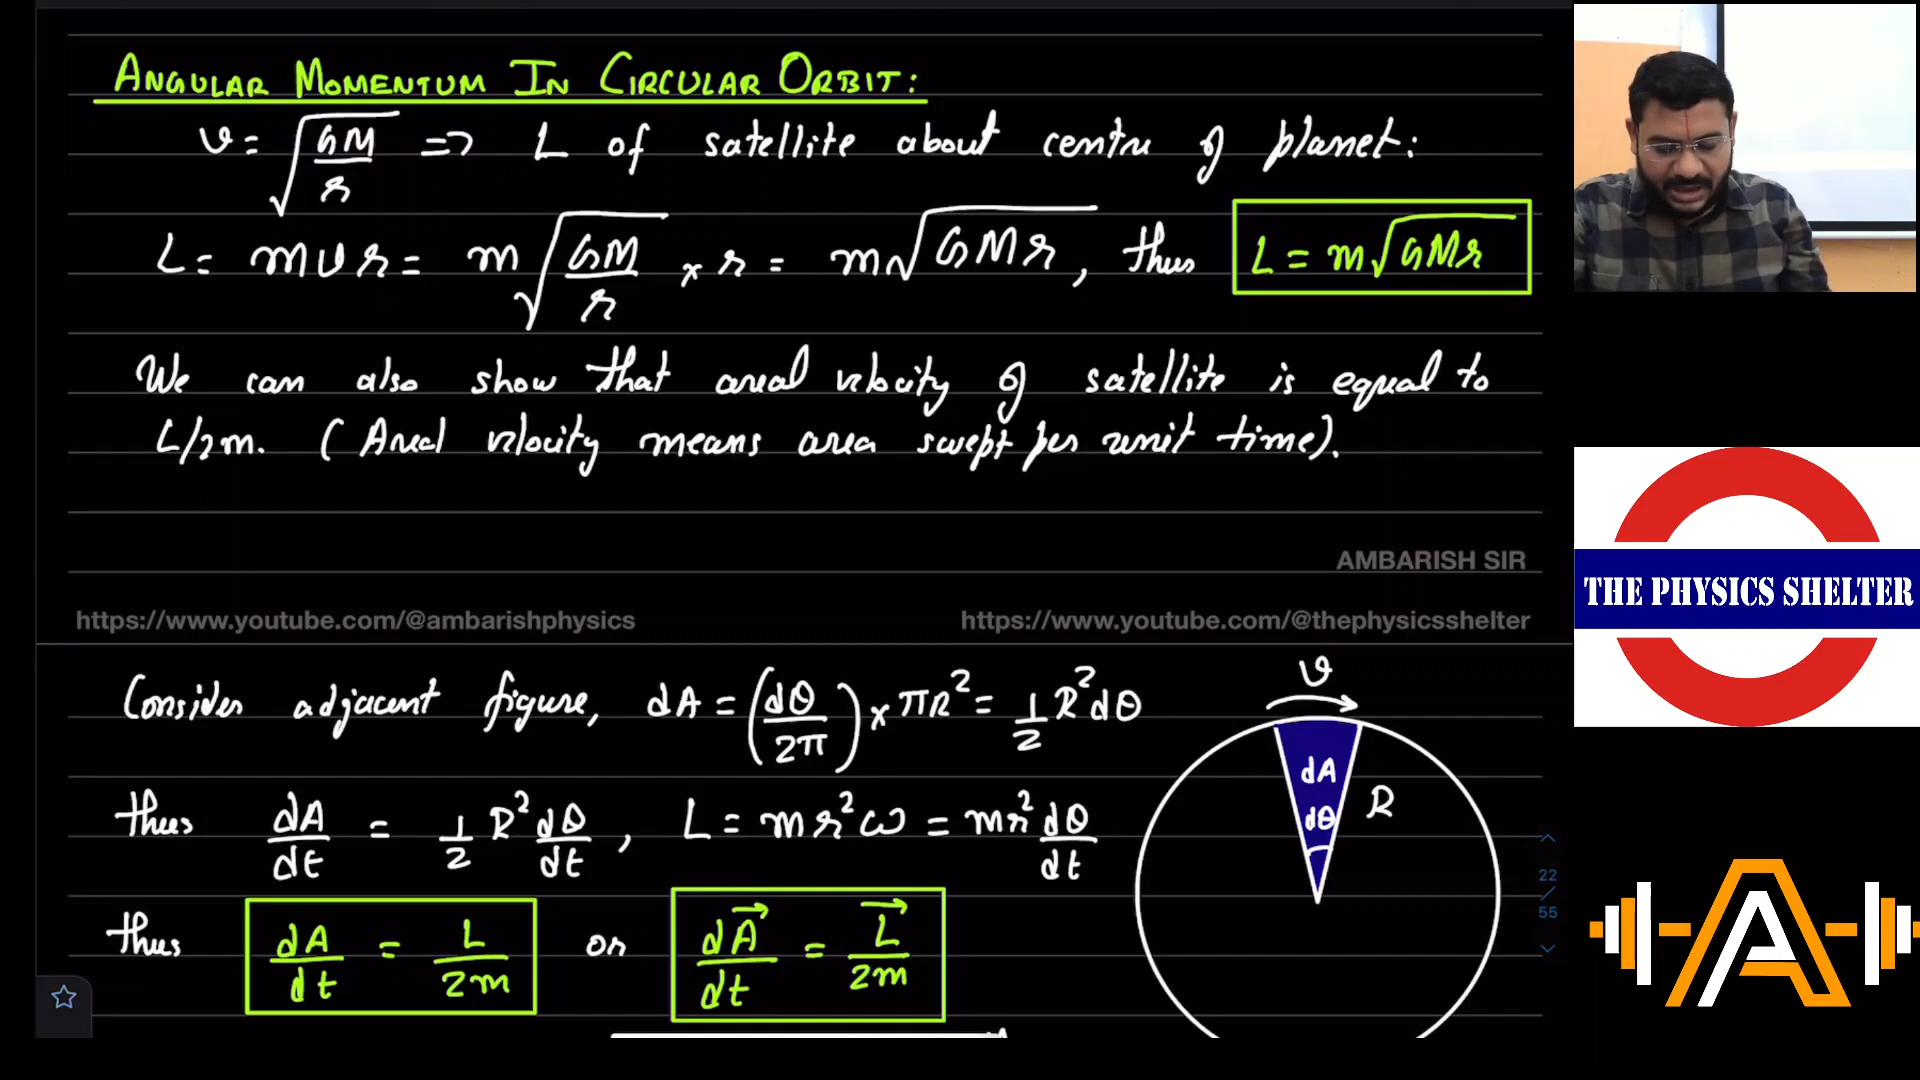 ANGULAR MOMENTUM IN CIRCULAR ORBIT:
v = √(GM/r) => L of satellite about centre of planet:
L = mvr = m√(GM/r) × r = m√(GMr), thus L = m√(GMr)
We can also show that areal velocity of satellite is equal to
L/2m. (Areal velocity means area swept per unit time).
AMBARISH SIR
https://www.youtube.com/@ambarishphysics https://www.youtube.com/@thephysicsshelter
Consider adjacent figure, dA = (dθ/2π) × πR² = 1/2 R²dθ
thus dA/dt = 1/2 R² dθ/dt, L = mr²ω = mr² dθ/dt
thus dA/dt = L/2m or dA⃗/dt = L⃗/2m
v
dA
dθ
R
22
55
THE PHYSICS SHELTER
A